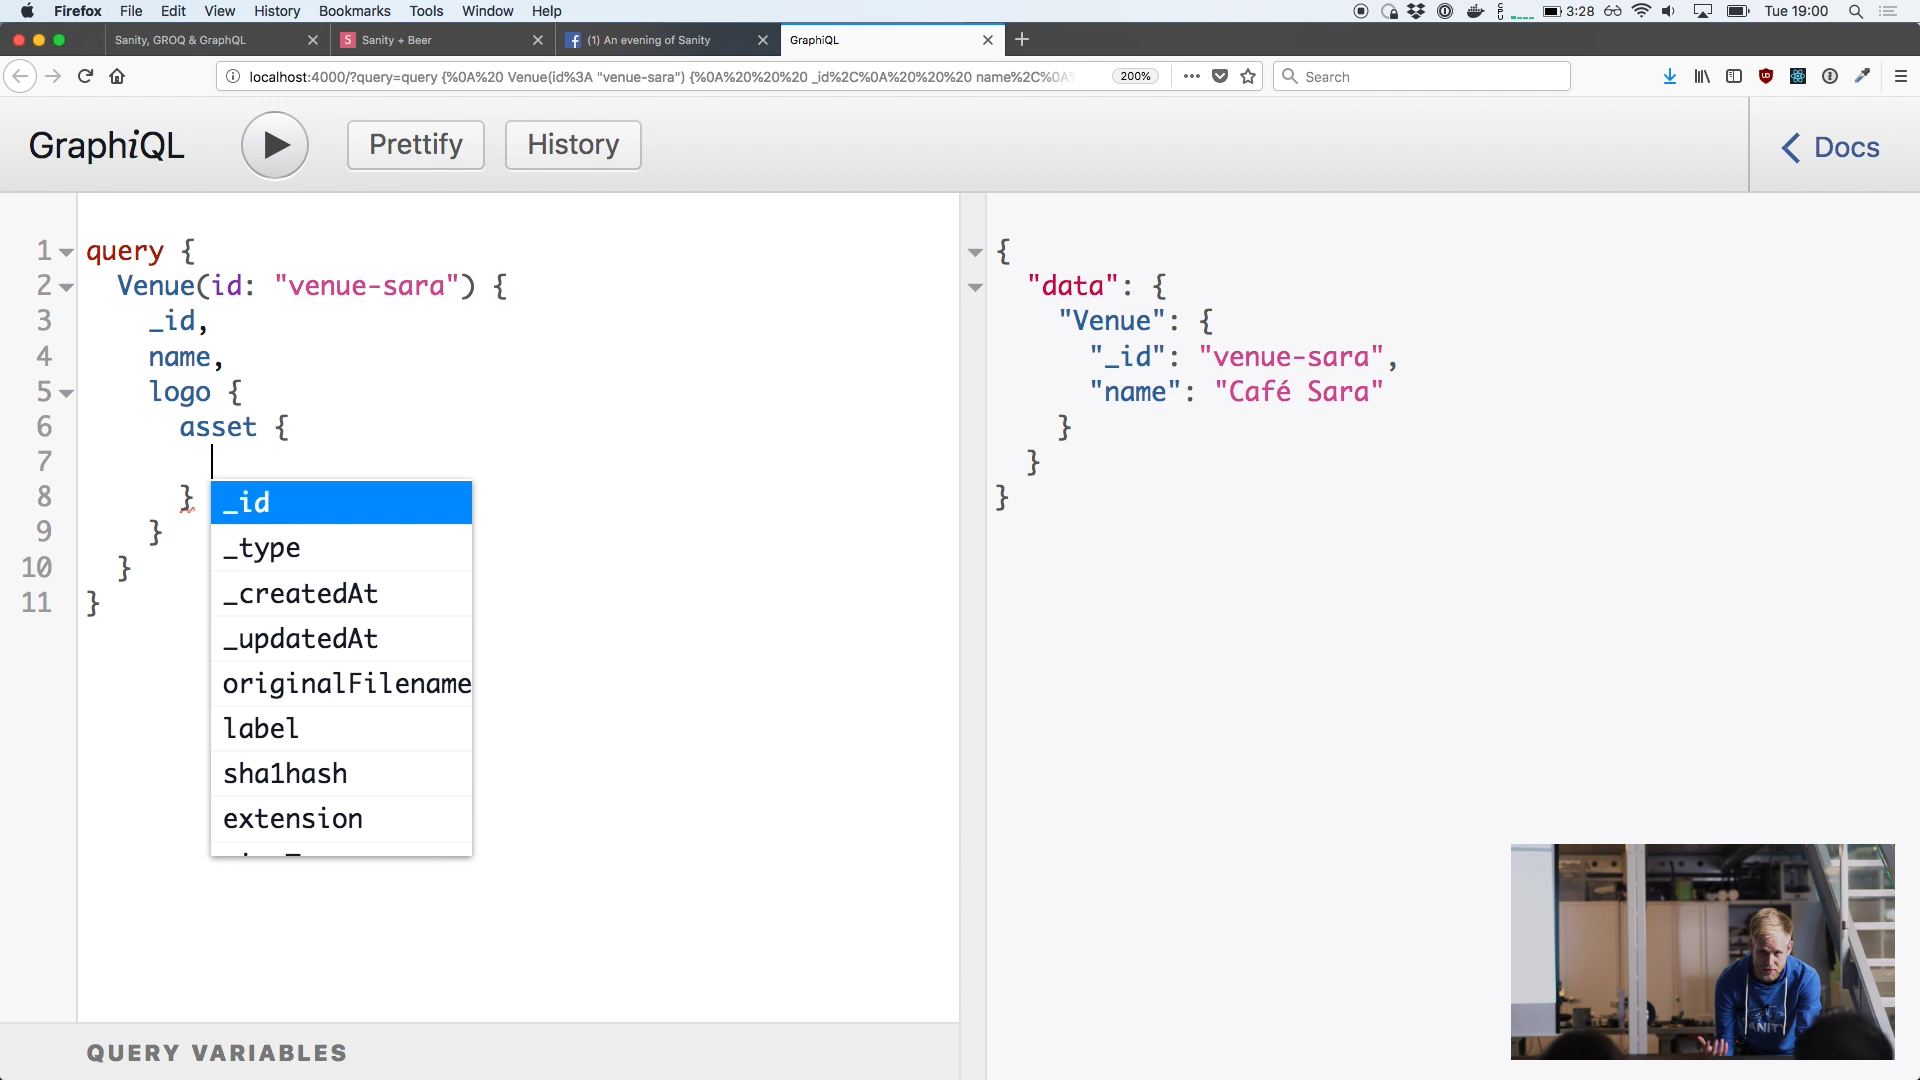 Firefox File Edit View History Bookmarks Tools Window Help 3:28 Tue 19:00
Sanity, GROQ & GraphQL
S Sanity + Beer
(1) An evening of Sanity
GraphiQL
localhost:4000/?query=query {%0A%20 Venue(id%3A "venue-sara") {%0A%20%20%20 _id%2C%0A%20%20%20 name%2C%0A%
200%
Search
GraphiQL
Prettify
History
Docs
1 query {
2 Venue(id: "venue-sara") {
3 _id,
4 name,
5 logo {
6 asset {
7
8 }
9 }
10 }
11 }
_id
_type
_createdAt
_updatedAt
originalFilename
label
sha1hash
extension
{
"data": {
"Venue": {
"_id": "venue-sara",
"name": "Café Sara"
}
}
}
QUERY VARIABLES